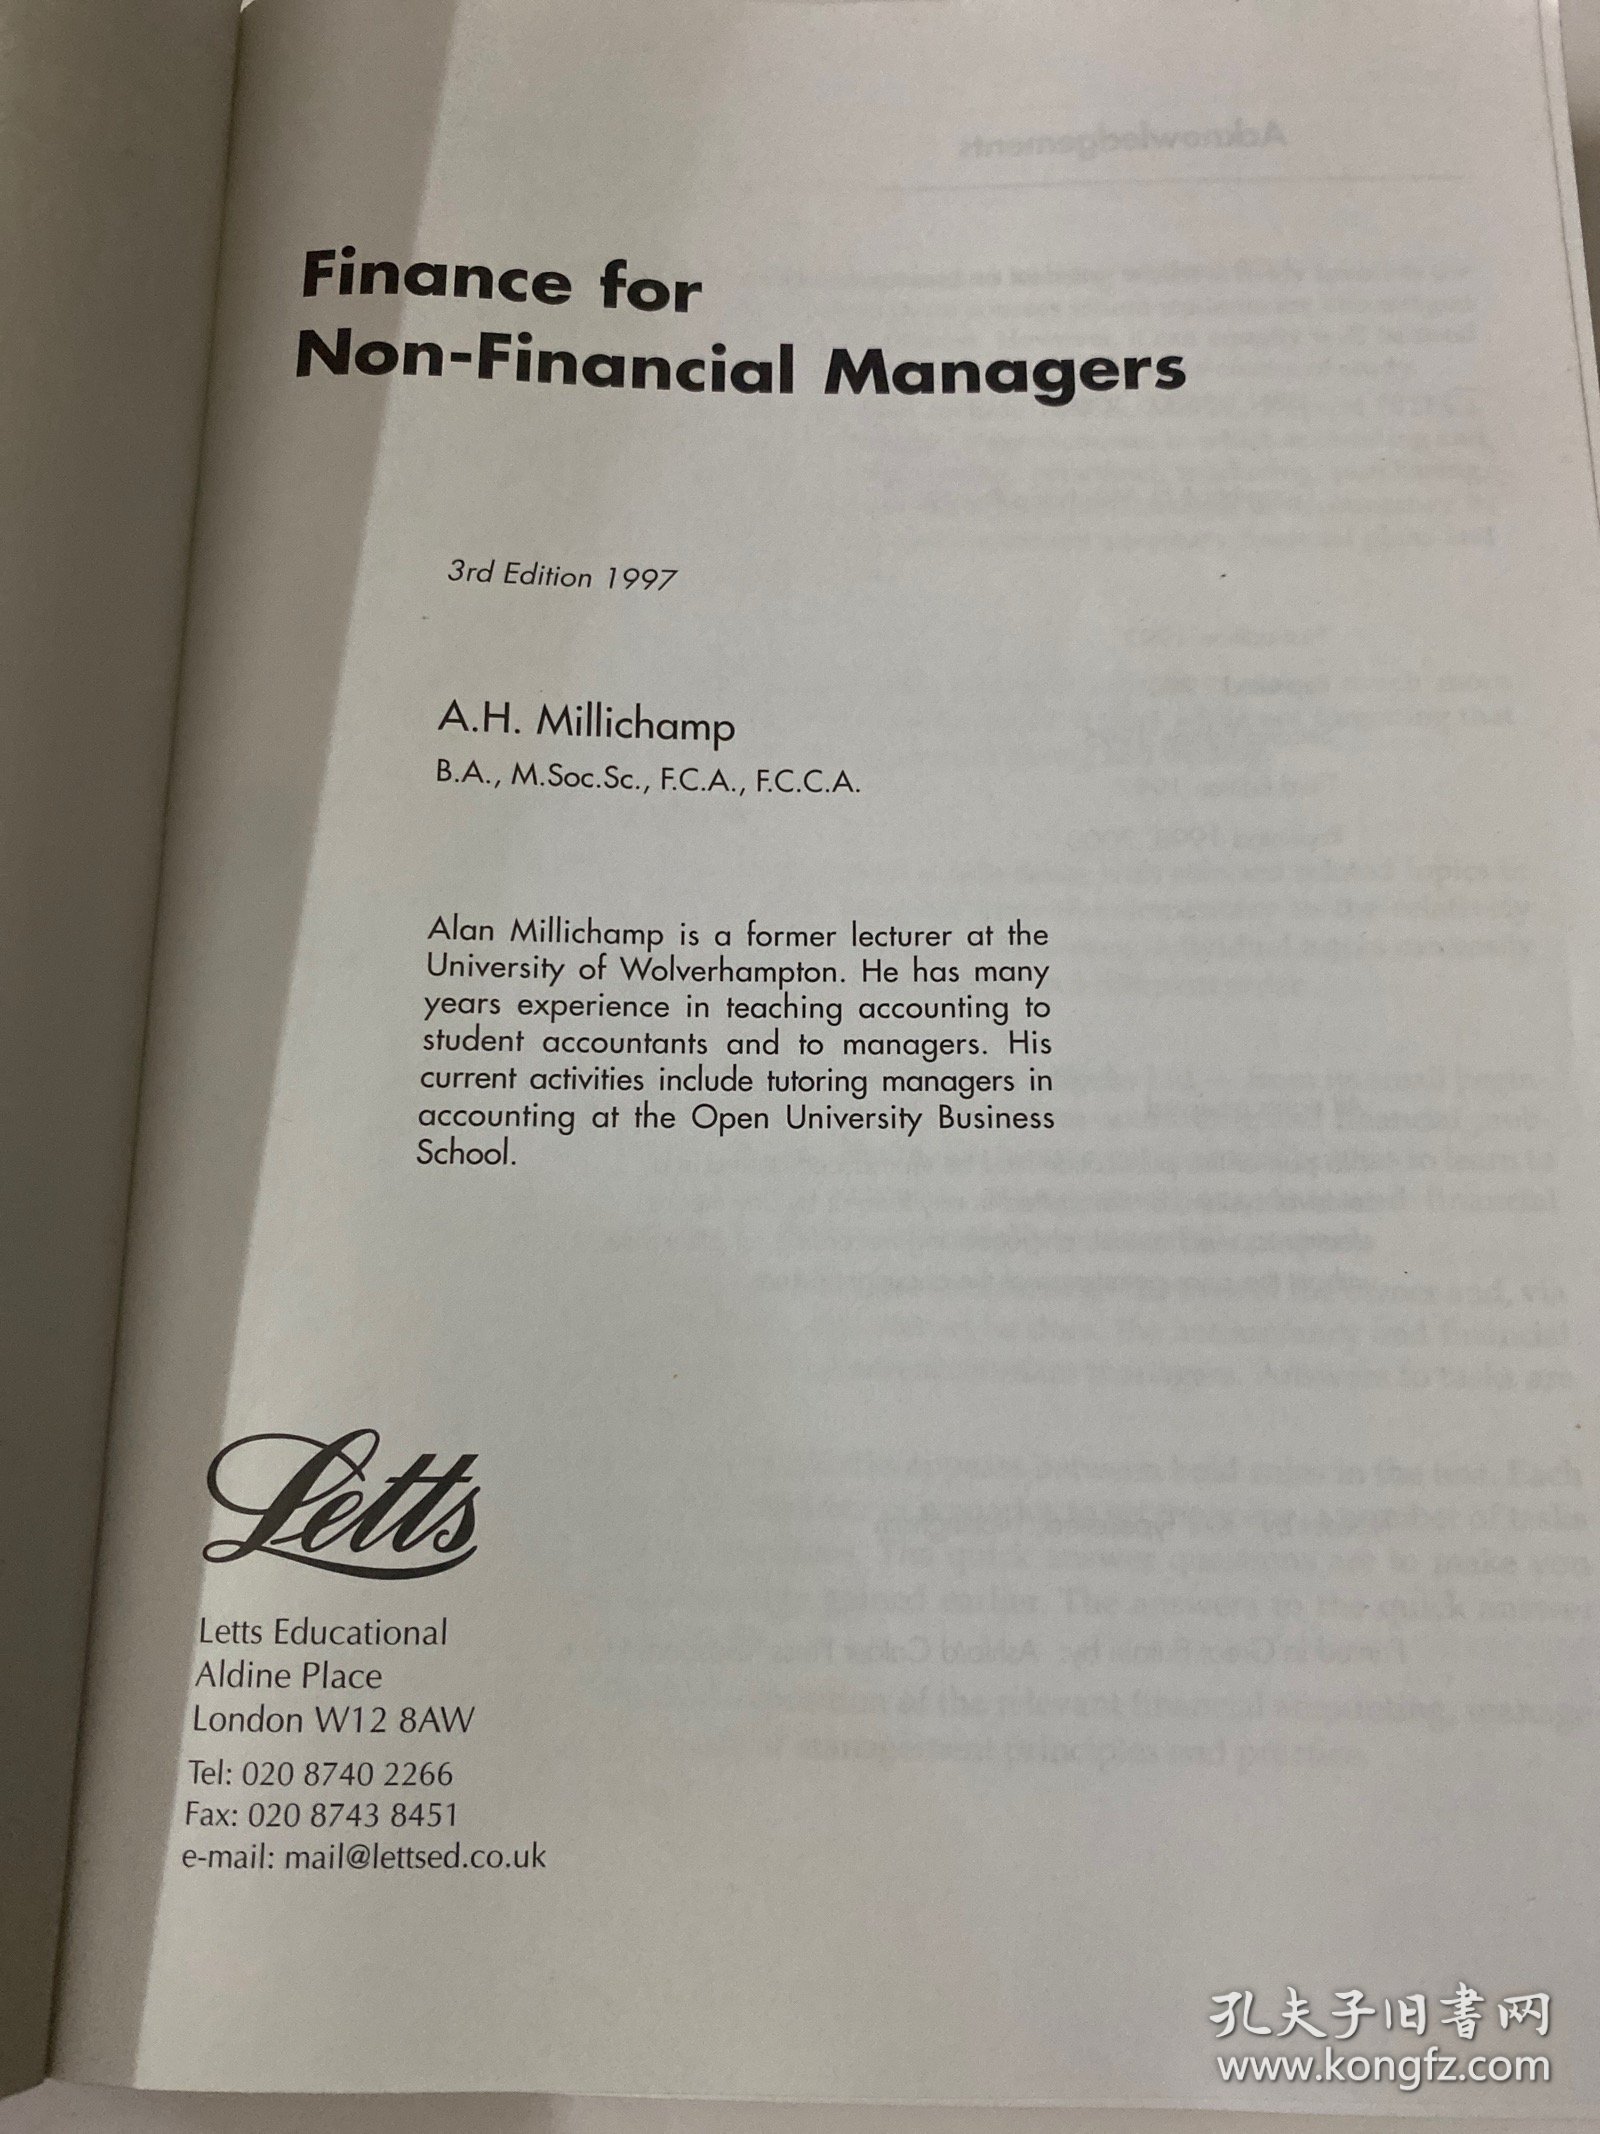 Acknowledgements
Finance for
Non-Financial Managers
3rd Edition 1997
A.H. Millichamp
B.A., M.Soc.Sc., F.C.A., F.C.C.A.
Alan Millichamp is a former lecturer at the
University of Wolverhampton. He has many
years experience in teaching accounting to
student accountants and to managers. His
current activities include tutoring managers in
accounting at the Open University Business
School.
Letts
Letts Educational
Aldine Place
London W12 8AW
Tel: 020 8740 2266
Fax: 020 8743 8451
e-mail: mail@lettsed.co.uk
孔夫子旧书网
www.kongfz.com